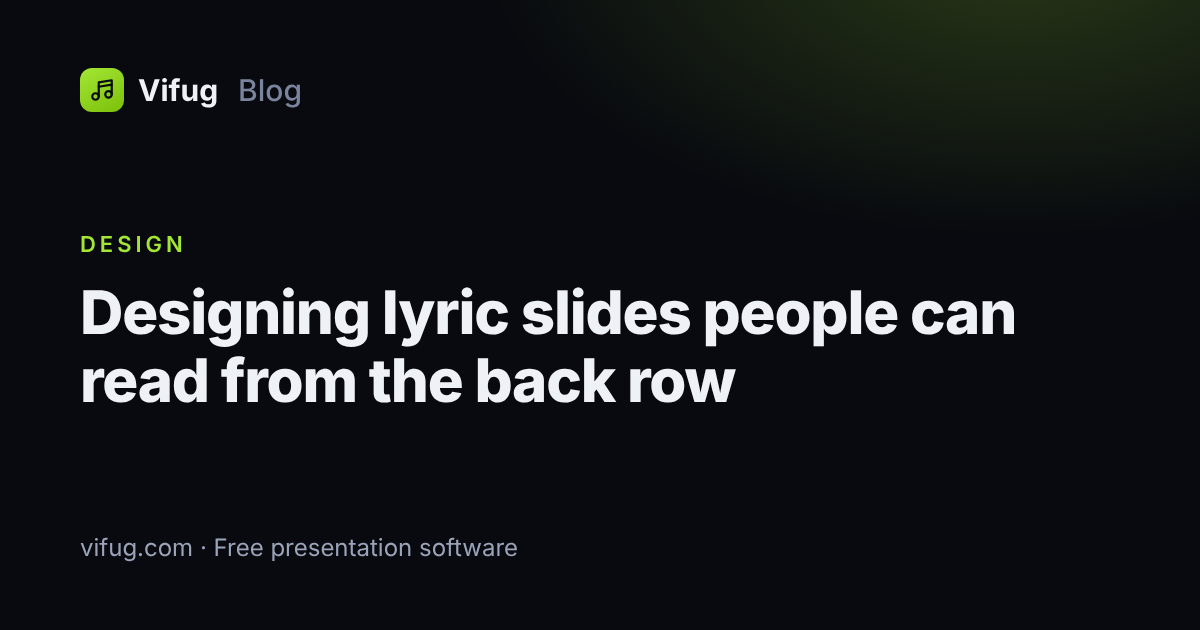 Vifug Blog
DESIGN
Designing lyric slides people can
read from the back row
vifug.com · Free presentation software